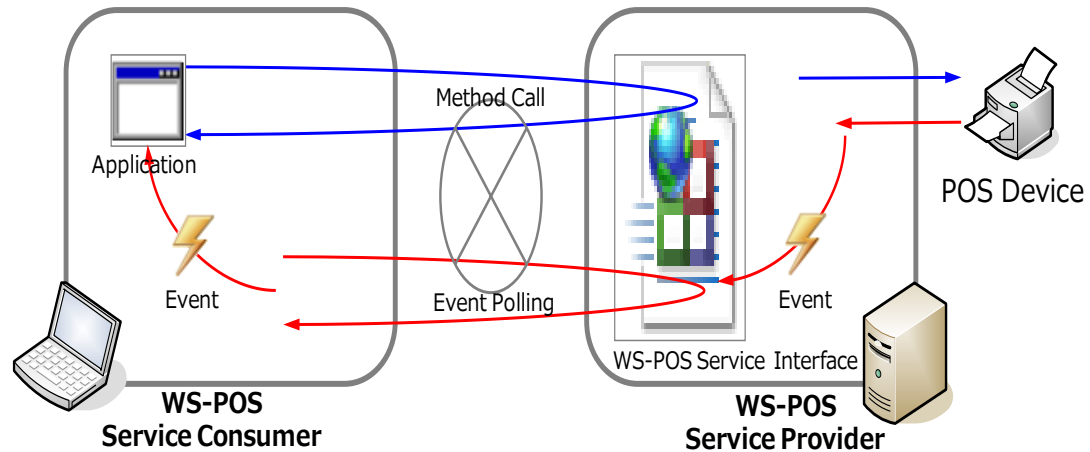 Method Call
Application
POS Device
Event
Event Polling
Event
WS-POS Service Interface
WS-POS
Service Consumer
WS-POS
Service Provider